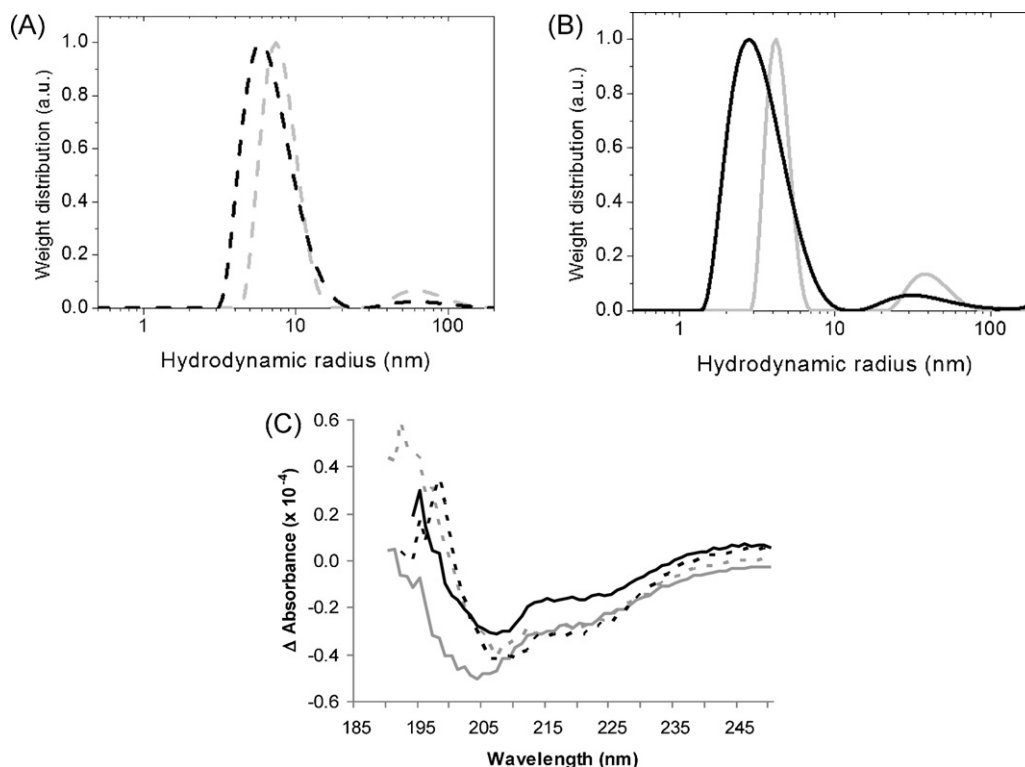 (A)
Weight distribution (a.u.)
1.0
0.8
0.6
0.4
0.2
0.0
1 10 100
Hydrodynamic radius (nm)
(B)
Weight distribution (a.u.)
1.0
0.8
0.6
0.4
0.2
0.0
1 10 100
Hydrodynamic radius (nm)
(C)
Δ Absorbance (x 10⁻⁴)
0.6
0.4
0.2
0.0
-0.2
-0.4
-0.6
185 195 205 215 225 235 245
Wavelength (nm)